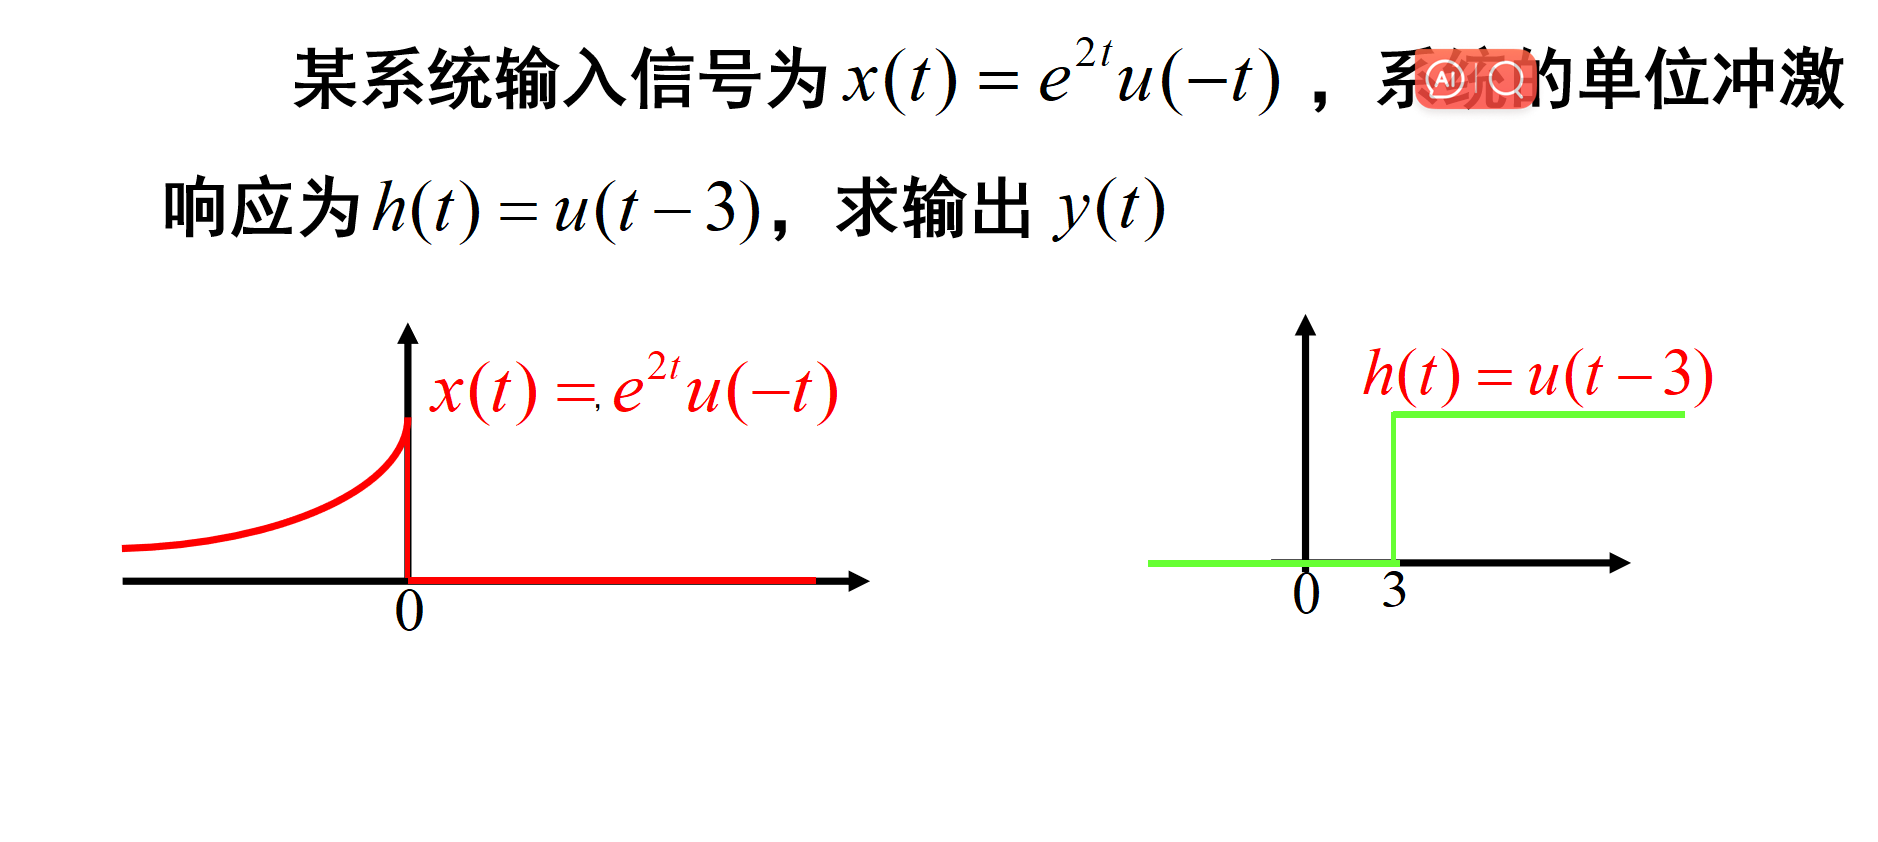 某系统输入信号为 x(t) = e^{2t}u(−t) ，系统的单位冲激
AI
响应为 h(t) = u(t − 3)，求输出 y(t)
x(t) = e^{2t}u(−t)
,
0
h(t) = u(t − 3)
0 3